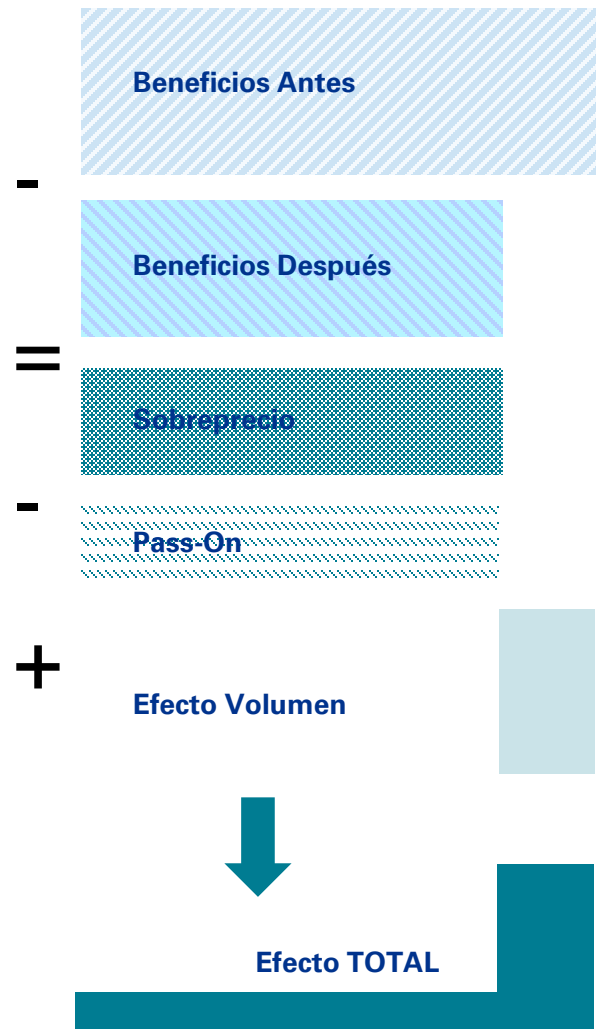 Beneficios Antes
-
Beneficios Después
=
Sobreprecio
-
Pass-On
+
Efecto Volumen
Efecto TOTAL